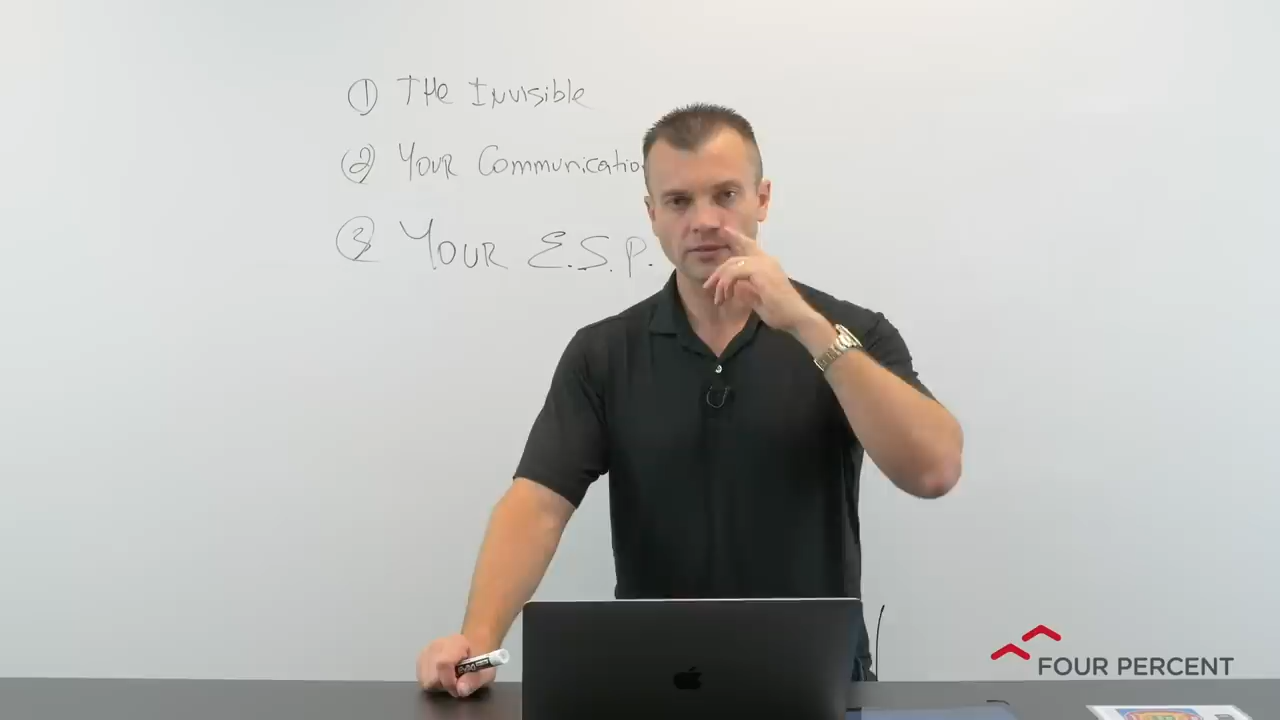 ① THe Invisible
② Your Communicatio
③ Your E.S.P.
FOUR PERCENT